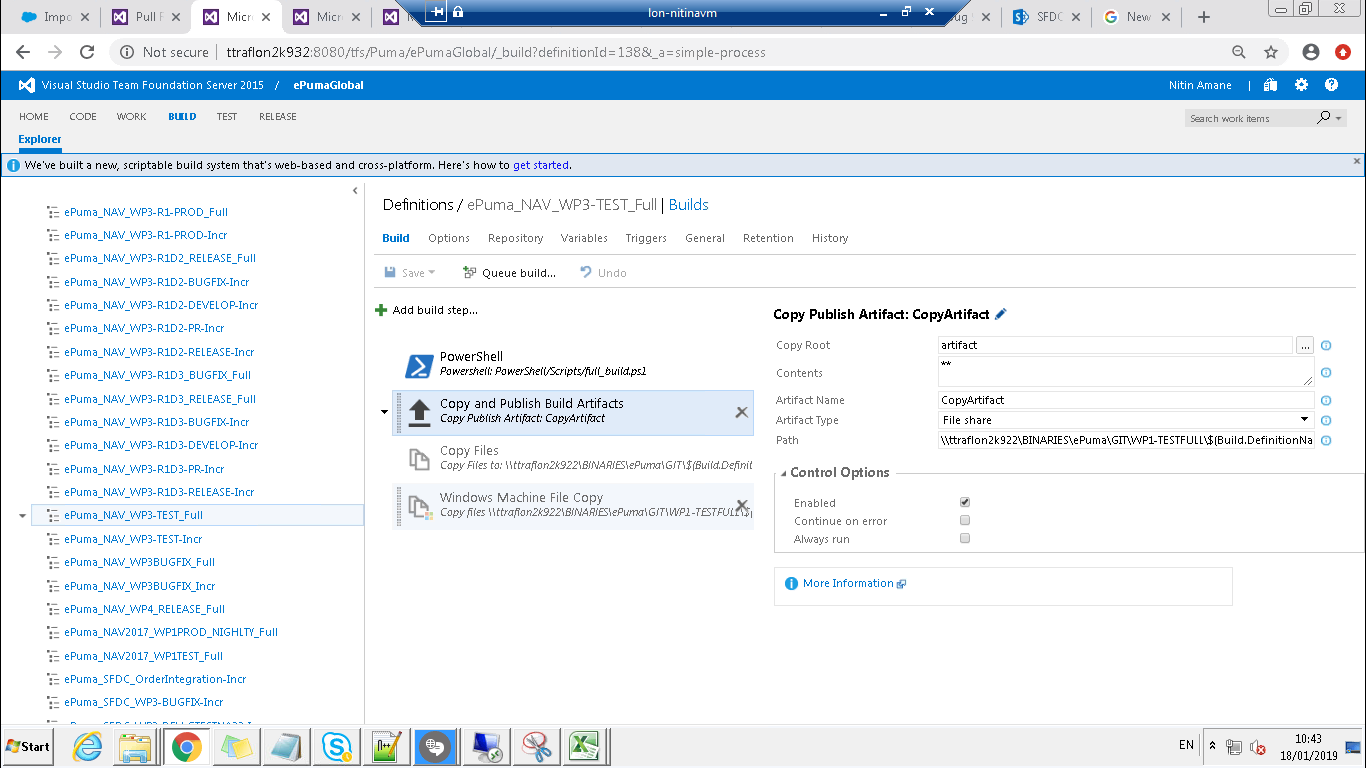 lon-nitinavm
Impo
Pull F
Micro
Micro
SFDC
New
Not secure
ttraflon2k932:8080/tfs/Puma/ePumaGlobal/_build?definitionId=138&_a=simple-process
Visual Studio Team Foundation Server 2015 / ePumaGlobal
Nitin Amane
HOME CODE WORK BUILD TEST RELEASE
Search work items
Explorer
We've built a new, scriptable build system that's web-based and cross-platform. Here's how to get started.
ePuma_NAV_WP3-R1-PROD_Full
ePuma_NAV_WP3-R1-PROD-Incr
ePuma_NAV_WP3-R1D2_RELEASE_Full
ePuma_NAV_WP3-R1D2-BUGFIX-Incr
ePuma_NAV_WP3-R1D2-DEVELOP-Incr
ePuma_NAV_WP3-R1D2-PR-Incr
ePuma_NAV_WP3-R1D2-RELEASE-Incr
ePuma_NAV_WP3-R1D3_BUGFIX_Full
ePuma_NAV_WP3-R1D3_RELEASE_Full
ePuma_NAV_WP3-R1D3-BUGFIX-Incr
ePuma_NAV_WP3-R1D3-DEVELOP-Incr
ePuma_NAV_WP3-R1D3-PR-Incr
ePuma_NAV_WP3-R1D3-RELEASE-Incr
ePuma_NAV_WP3-TEST_Full
ePuma_NAV_WP3-TEST-Incr
ePuma_NAV_WP3BUGFIX_Full
ePuma_NAV_WP3BUGFIX_Incr
ePuma_NAV_WP4_RELEASE_Full
ePuma_NAV2017_WP1PROD_NIGHLTY_Full
ePuma_NAV2017_WP1TEST_Full
ePuma_SFDC_OrderIntegration-Incr
ePuma_SFDC_WP3-BUGFIX-Incr
Definitions / ePuma_NAV_WP3-TEST_Full | Builds
Build Options Repository Variables Triggers General Retention History
Save Queue build... Undo
Add build step...
PowerShell
Powershell: PowerShell/Scripts/full_build.ps1
Copy and Publish Build Artifacts
Copy Publish Artifact: CopyArtifact
Copy Files
Copy Files to: \\ttraflon2k922\BINARIES\ePuma\GIT\$(Build.Definit
Windows Machine File Copy
Copy files \\ttraflon2k922\BINARIES\ePuma\GIT\WP1-TESTFULL\$(
Copy Publish Artifact: CopyArtifact
Copy Root artifact ...
Contents **
Artifact Name CopyArtifact
Artifact Type File share
Path \\ttraflon2k922\BINARIES\ePuma\GIT\WP1-TESTFULL\$(Build.DefinitionNa
Control Options
Enabled
Continue on error
Always run
More Information
Start
EN
10:43
18/01/2019